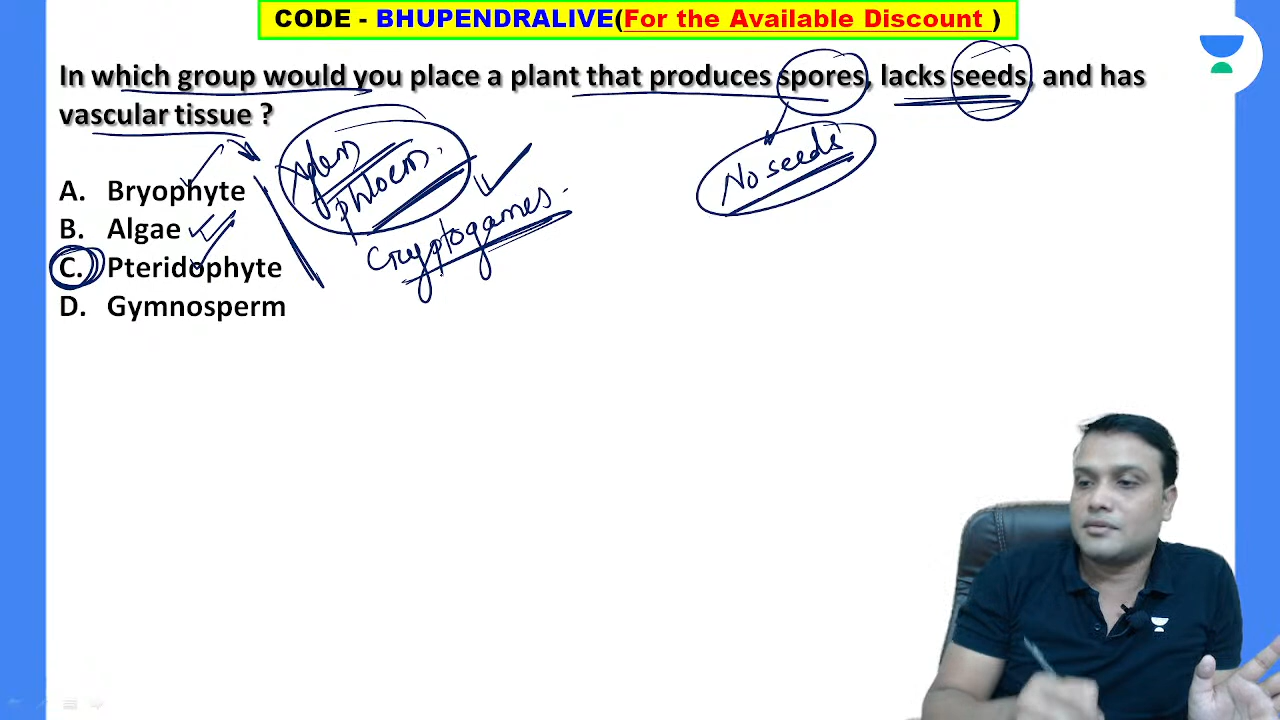 CODE - BHUPENDRALIVE(For the Available Discount )
In which group would you place a plant that produces spores, lacks seeds, and has
vascular tissue ?
A. Bryophyte
B. Algae
C. Pteridophyte
D. Gymnosperm
Xylem
phloem.
Cryptogames.
No seeds